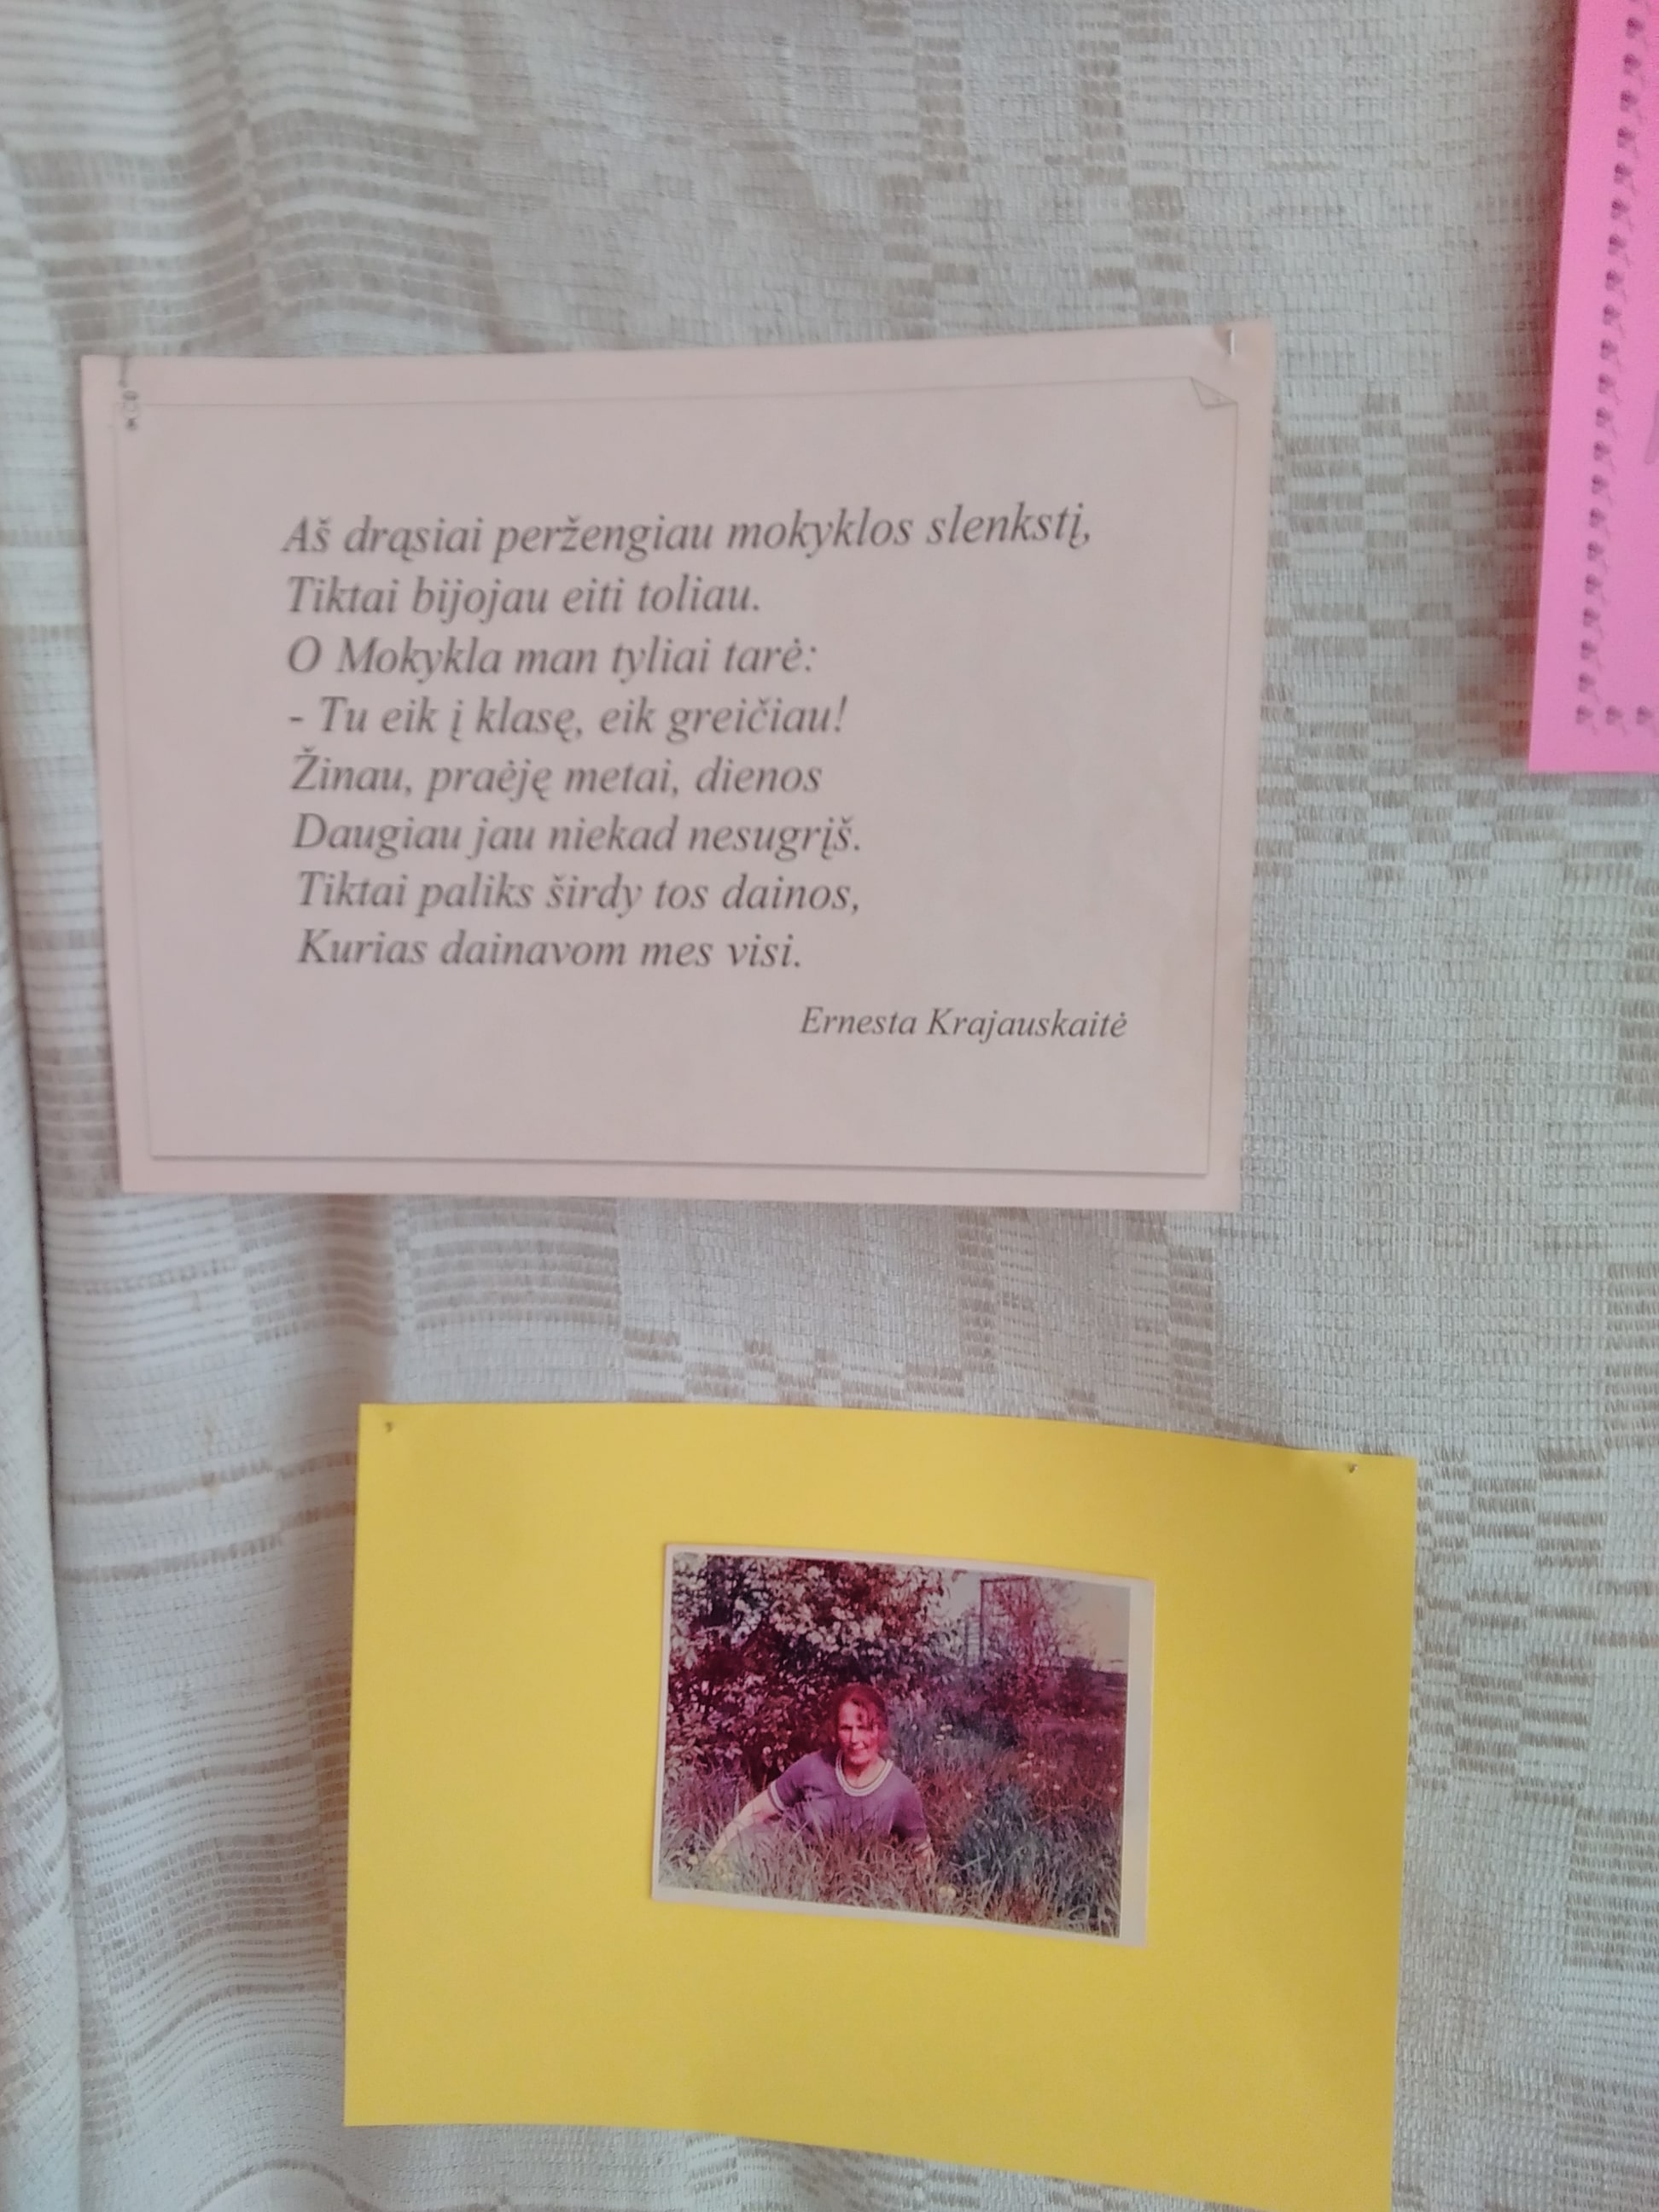 Aš drąsiai peržengiau mokyklos slenkstį,
Tiktai bijojau eiti toliau.
O Mokykla man tyliai tarė:
- Tu eik į klasę, eik greičiau!
Žinau, praėję metai, dienos
Daugiau jau niekad nesugrįš.
Tiktai paliks širdy tos dainos,
Kurias dainavom mes visi.
Ernesta Krajauskaitė